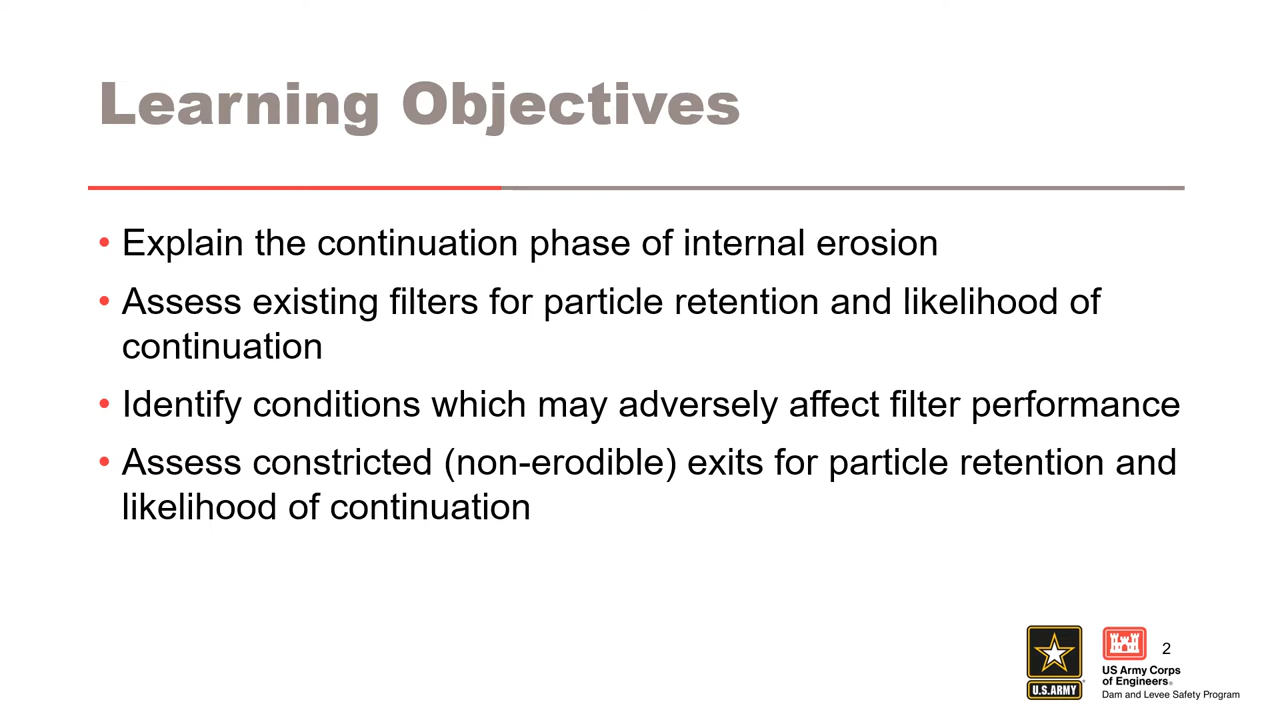 Learning Objectives
• Explain the continuation phase of internal erosion
• Assess existing filters for particle retention and likelihood of
continuation
• Identify conditions which may adversely affect filter performance
• Assess constricted (non-erodible) exits for particle retention and
likelihood of continuation
U.S.ARMY
US Army Corps
of Engineers®
Dam and Levee Safety Program
2